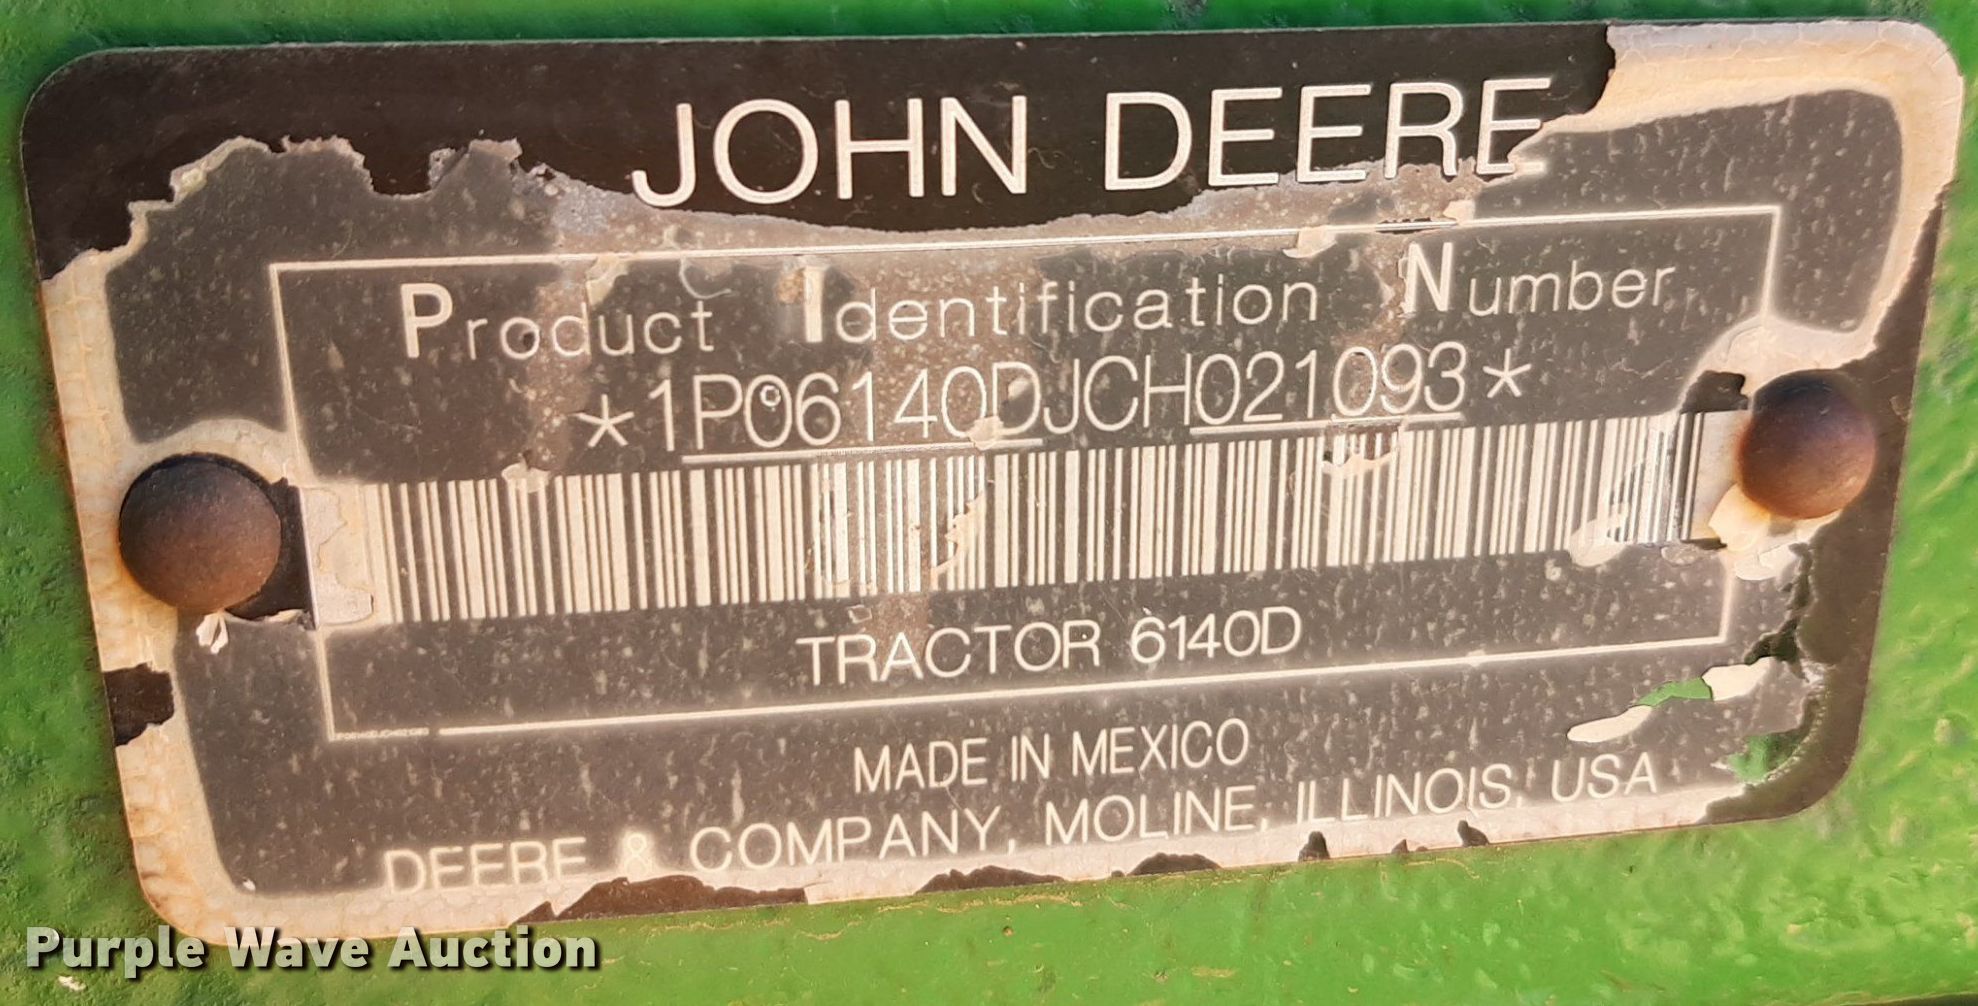 JOHN DEERE
Product Identification Number
*1P06140DJCH021093*
TRACTOR 6140D
MADE IN MEXICO
DEERE & COMPANY, MOLINE, ILLINOIS, USA
Purple Wave Auction